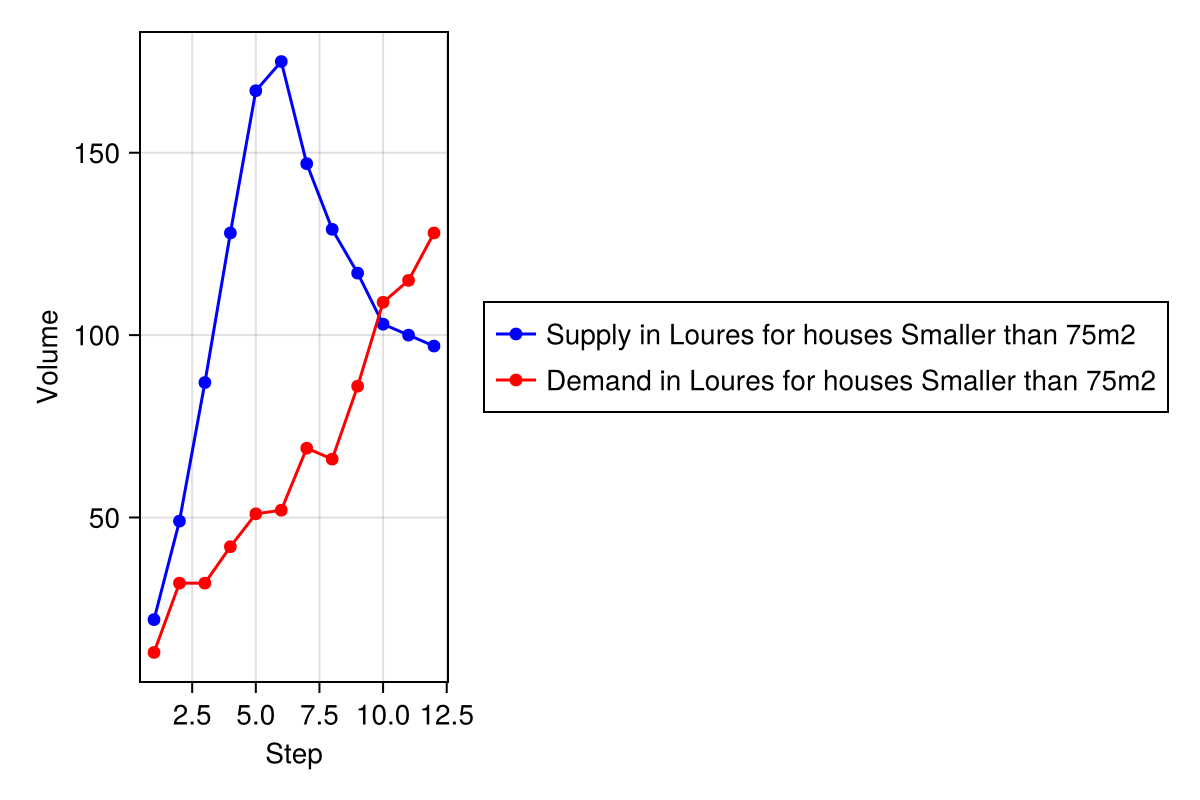 150
100
50
Volume
2.5 5.0 7.5 10.0 12.5
Step
Supply in Loures for houses Smaller than 75m2
Demand in Loures for houses Smaller than 75m2